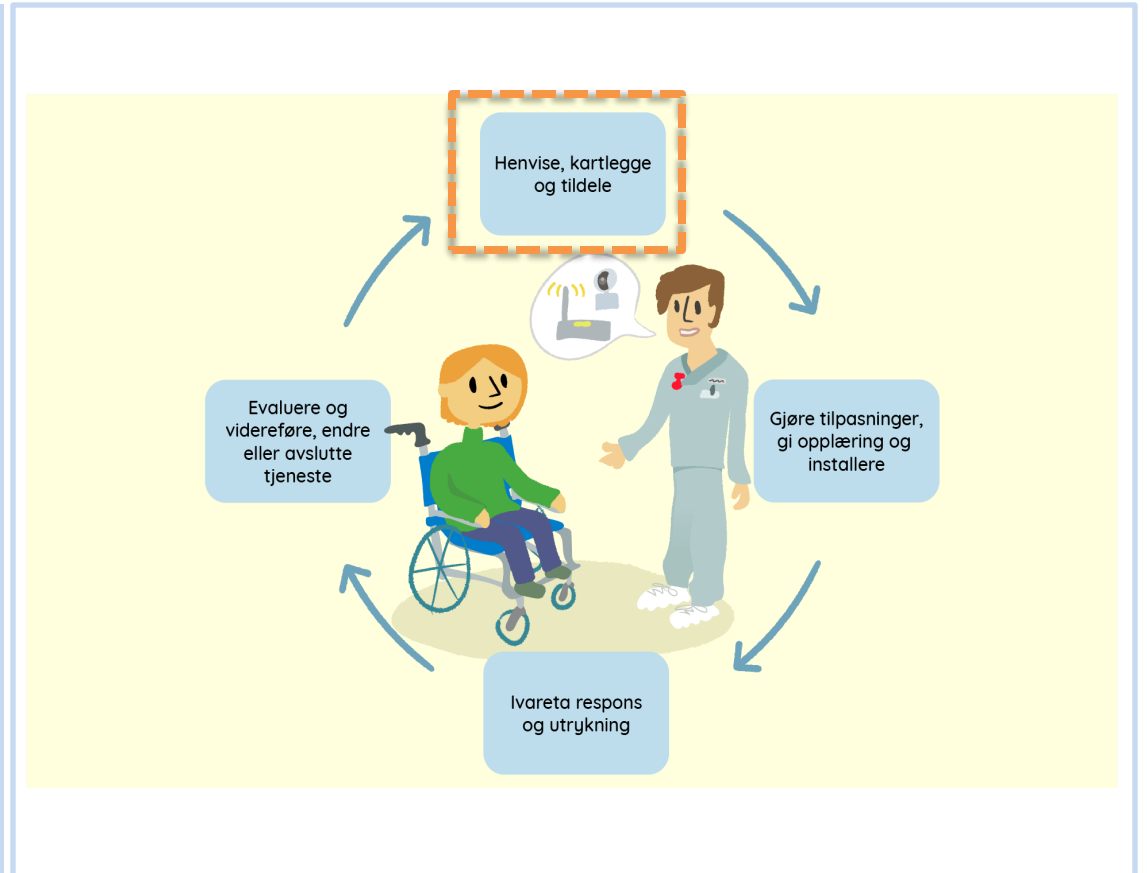 Henvise, kartlegge
og tildele
Gjøre tilpasninger,
gi opplæring og
installere
Ivareta respons
og utrykning
Evaluere og
videreføre, endre
eller avslutte
tjeneste